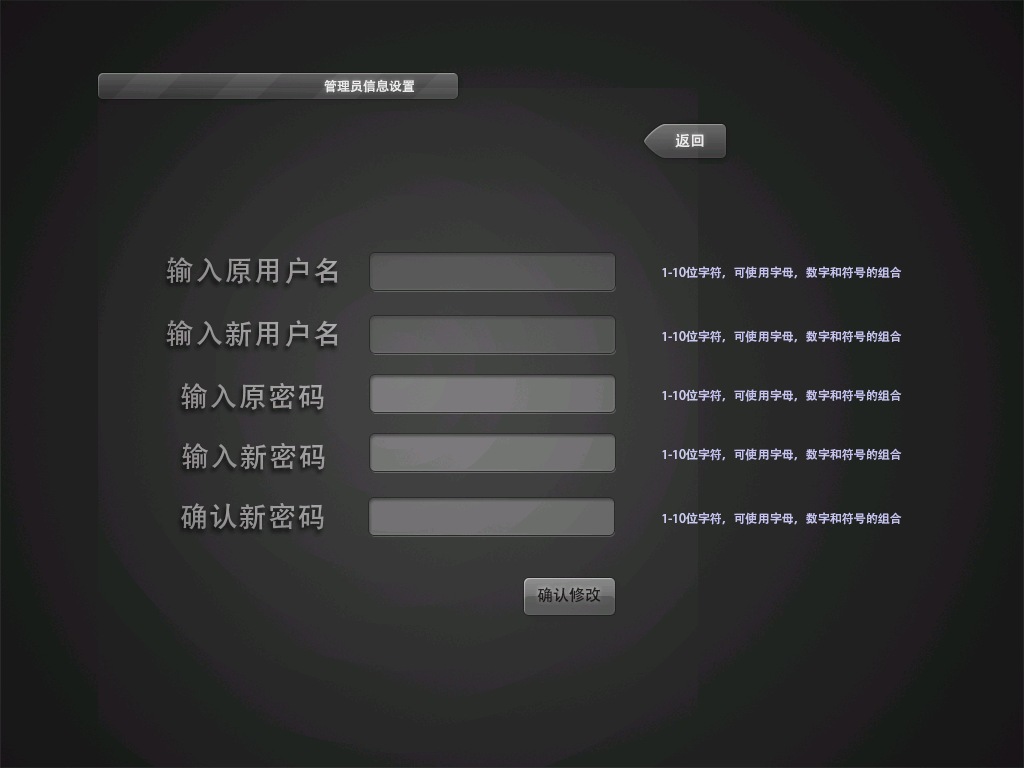 管理员信息设置
返回
输入原用户名
1-10位字符，可使用字母，数字和符号的组合
输入新用户名
1-10位字符，可使用字母，数字和符号的组合
输入原密码
1-10位字符，可使用字母，数字和符号的组合
输入新密码
1-10位字符，可使用字母，数字和符号的组合
确认新密码
1-10位字符，可使用字母，数字和符号的组合
确认修改